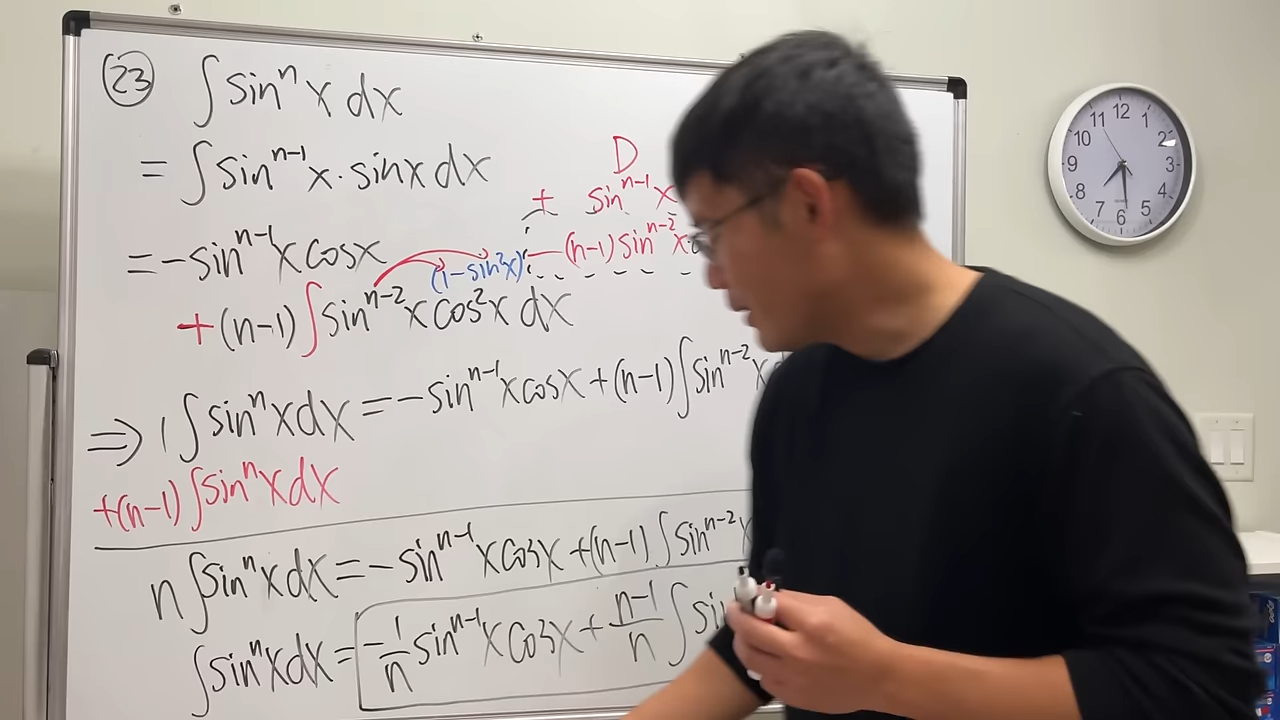 (23) ∫ sinⁿ x dx
= ∫ sinⁿ⁻¹ x · sin x dx
D
+ sinⁿ⁻¹ x
= − sinⁿ⁻¹ x cos x
(1 − sin² x)
− (n−1) sinⁿ⁻² x ·
+ (n−1) ∫ sinⁿ⁻² x cos² x dx
⇒ 1 ∫ sinⁿ x dx = − sinⁿ⁻¹ x cos x + (n−1) ∫ sinⁿ⁻² x
+(n−1) ∫ sinⁿ x dx
n ∫ sinⁿ x dx = − sinⁿ⁻¹ x cos x + (n−1) ∫ sinⁿ⁻² x
∫ sinⁿ x dx = −1/n sinⁿ⁻¹ x cos x + (n−1)/n ∫ sin
12
11 1
10 2
9 3
8 4
7 5
6